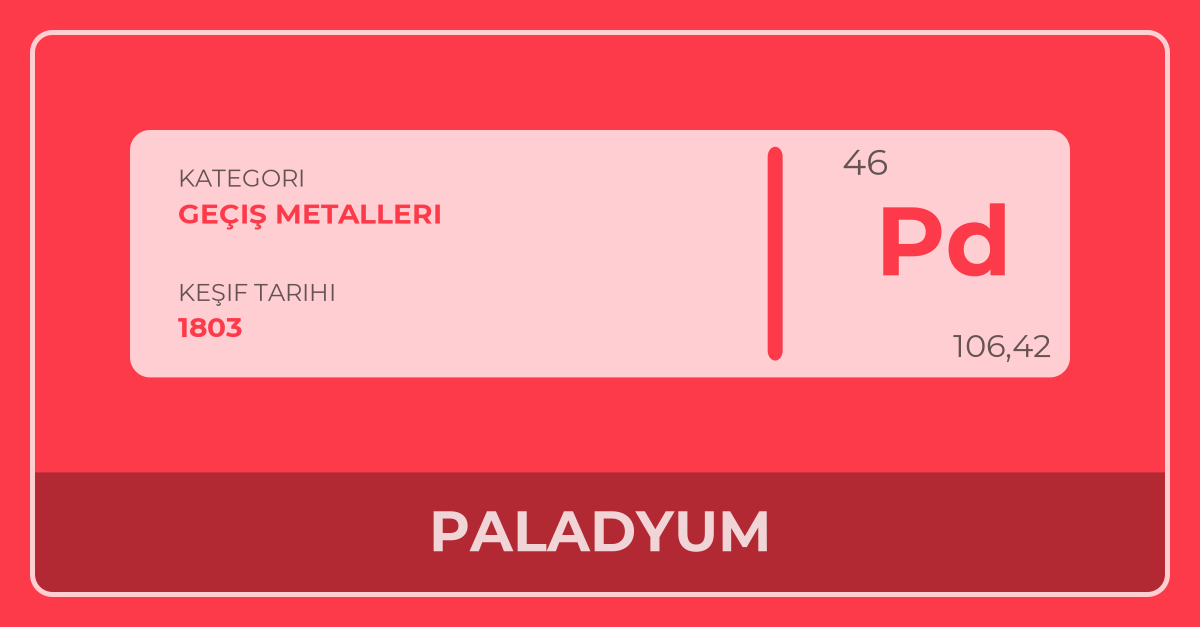 KATEGORI
GEÇIŞ METALLERI
KEŞIF TARIHI
1803
46
Pd
106,42
PALADYUM